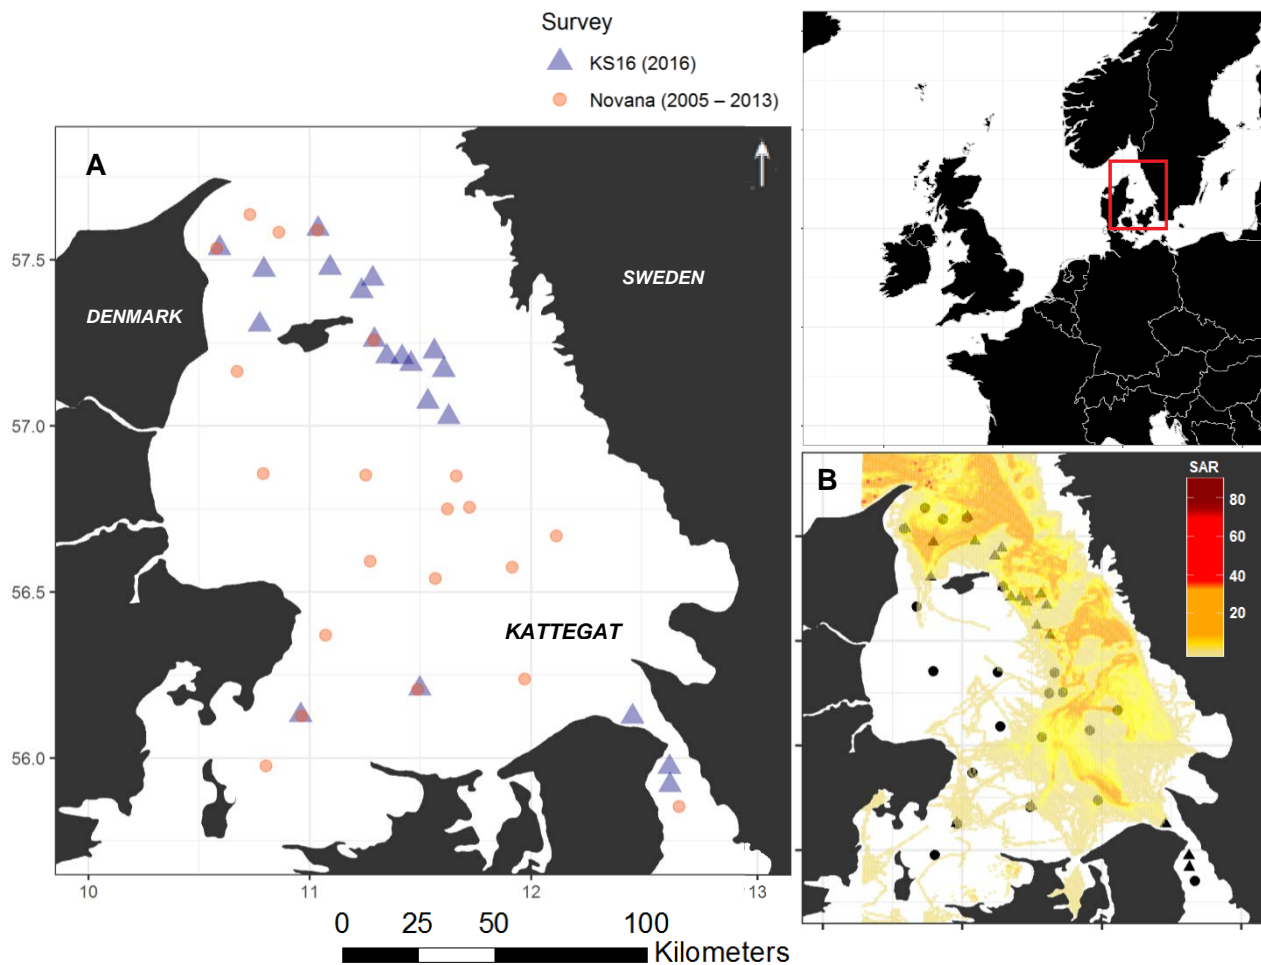 Survey
KS16 (2016)
Novana (2005 – 2013)
A
57.5
57.0
56.5
56.0
DENMARK
SWEDEN
KATTEGAT
10
11
12
13
0 25 50 100
Kilometers
B
SAR
80
60
40
20